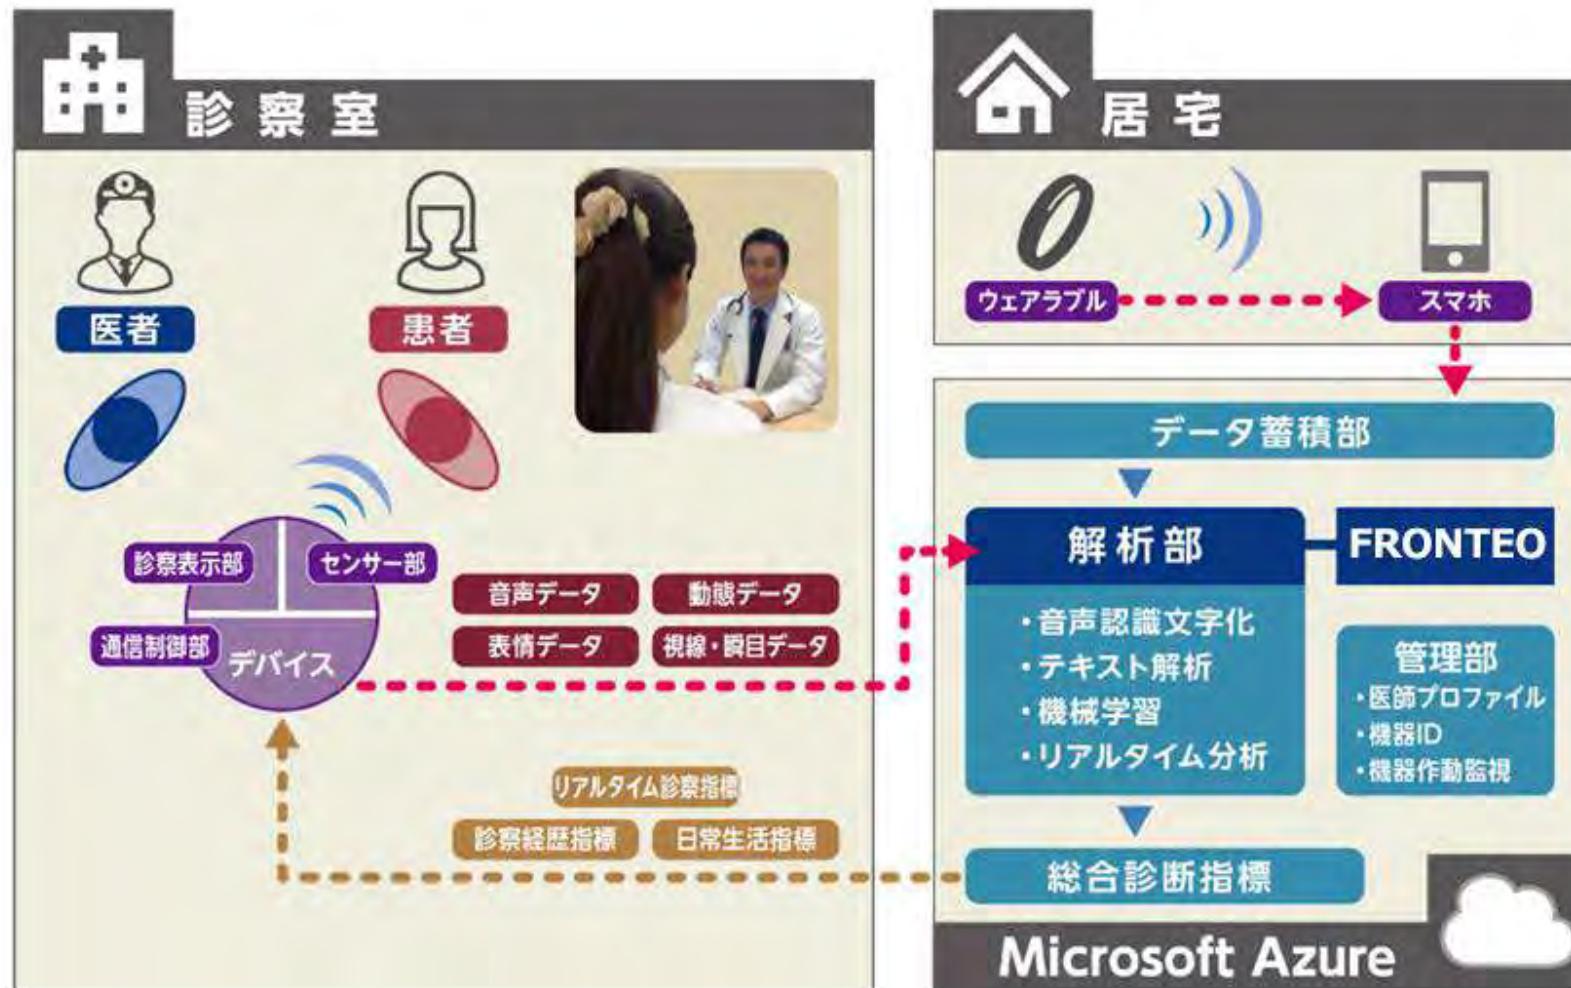 診察室
医者
患者
診察表示部
センサー部
通信制御部
デバイス
音声データ
動態データ
表情データ
視線・瞬目データ
リアルタイム診察指標
診察経歴指標
日常生活指標
居宅
ウェアラブル
スマホ
データ蓄積部
解析部
・音声認識文字化
・テキスト解析
・機械学習
・リアルタイム分析
FRONTEO
管理部
・医師プロファイル
・機器ID
・機器作動監視
総合診断指標
Microsoft Azure